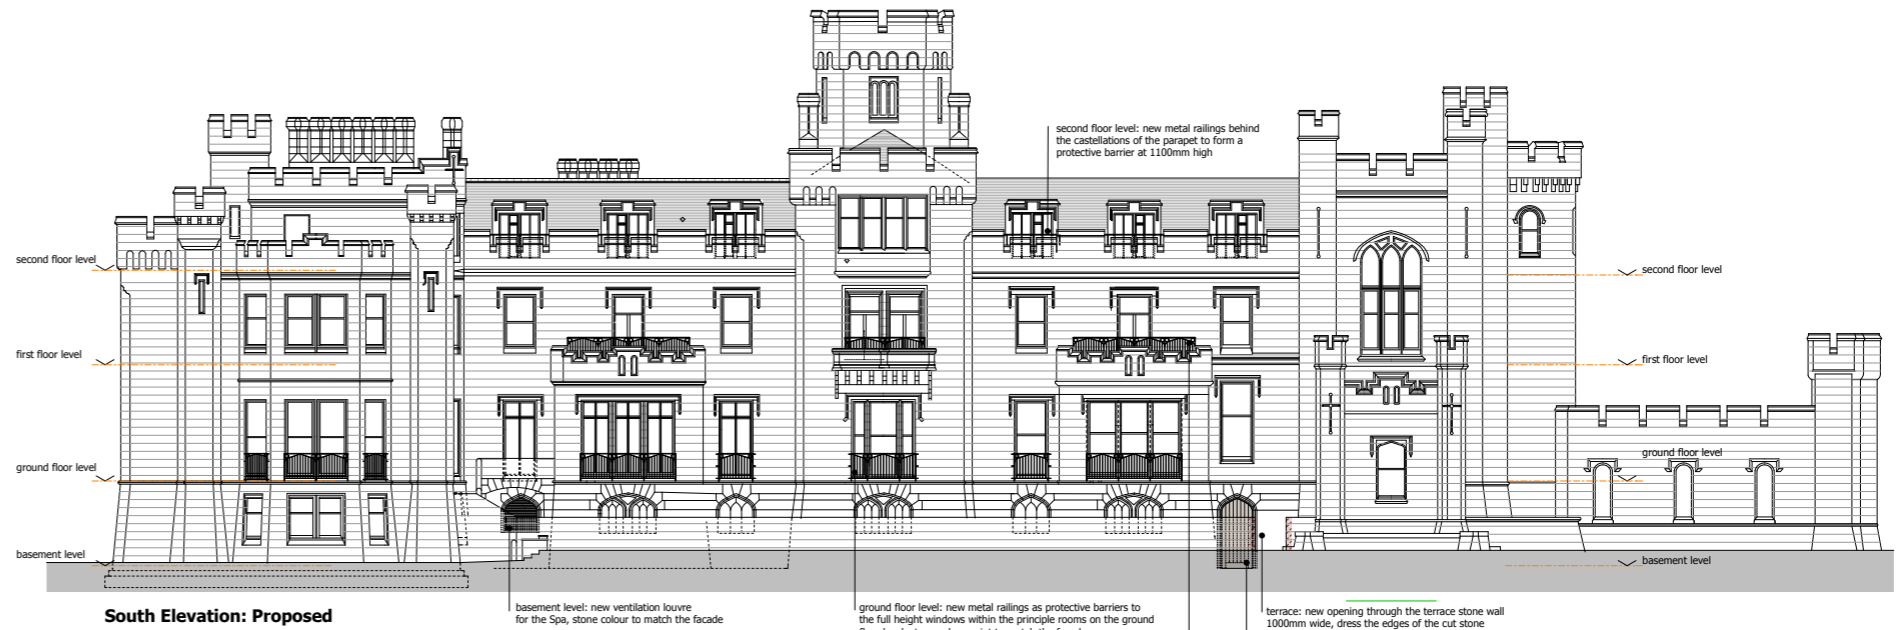 second floor level: new metal railings behind
the castellations of the parapet to form a
protective barrier at 1100mm high
second floor level
second floor level
first floor level
first floor level
ground floor level
ground floor level
basement level
basement level
South Elevation: Proposed
basement level: new ventilation louvre
for the Spa, stone colour to match the facade
ground floor level: new metal railings as protective barriers to
the full height windows within the principle rooms on the ground
terrace: new opening through the terrace stone wall
1000mm wide, dress the edges of the cut stone